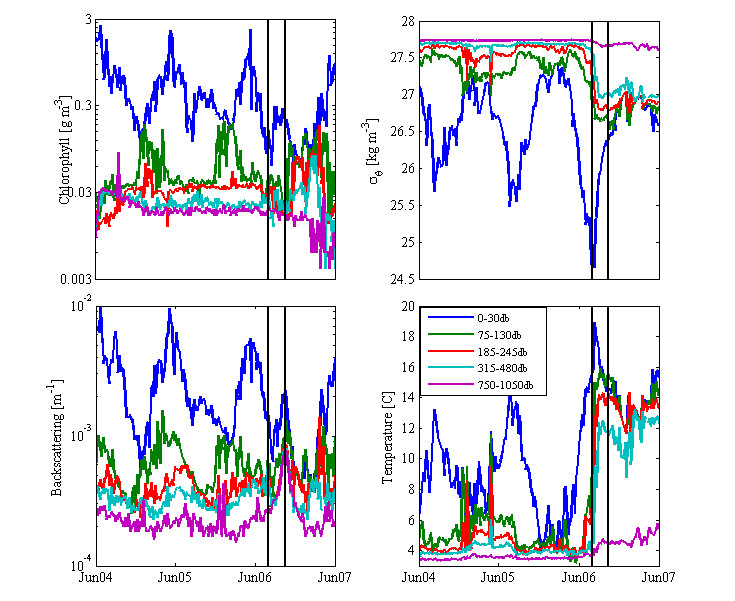 3
0.3
0.03
0.003
Chlorophyll [g m-3]
28
27.5
27
26.5
26
25.5
25
24.5
σθ [kg m-3]
10-2
10-3
10-4
Backscattering [m-1]
Jun04 Jun05 Jun06 Jun07
20
18
16
14
12
10
8
6
4
Temperature [C]
0-30db
75-130db
185-245db
315-480db
750-1050db
Jun04 Jun05 Jun06 Jun07